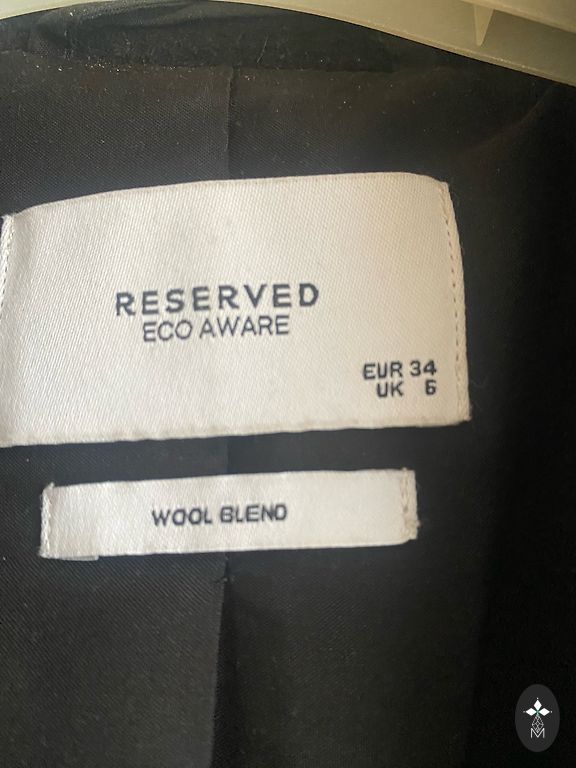 RESERVED
ECO AWARE
EUR 34
UK 6
WOOL BLEND
M